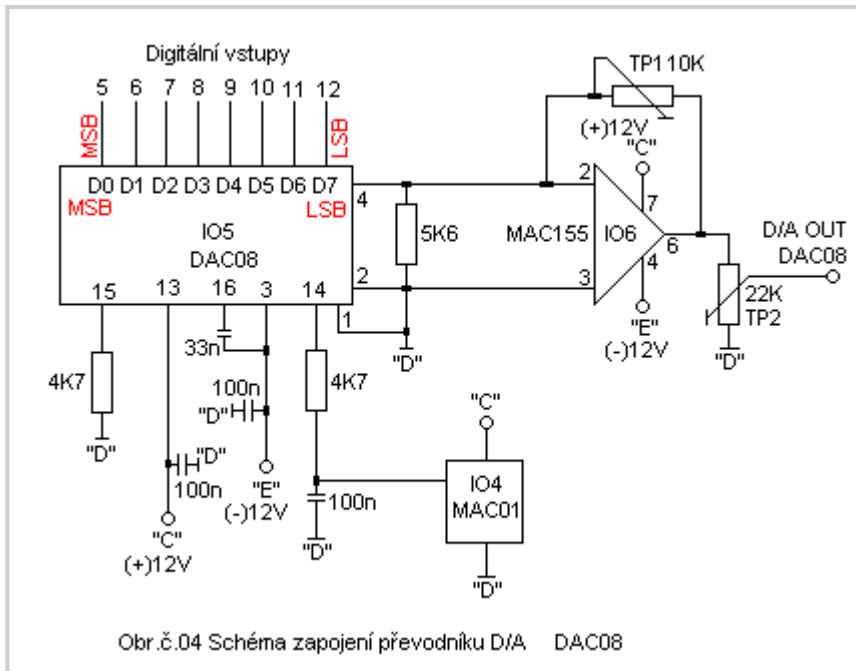 Digitální vstupy
5 6 7 8 9 10 11 12
MSB LSB
D0 D1 D2 D3 D4 D5 D6 D7
MSB LSB
IO5
DAC08
15 13 16 3 14
4
2
1
TP1 10K
(+)12V
"C"
2
7
5K6
MAC155 IO6
6
3
4
"E"
(-)12V
D/A OUT
DAC08
22K
TP2
"D"
"D"
33n
4K7
"D"
100n
"D"
4K7
"D"
100n
"C"
(+)12V
"E"
(-)12V
100n
"D"
"C"
IO4
MAC01
"D"
Obr.č.04 Schéma zapojení převodníku D/A DAC08